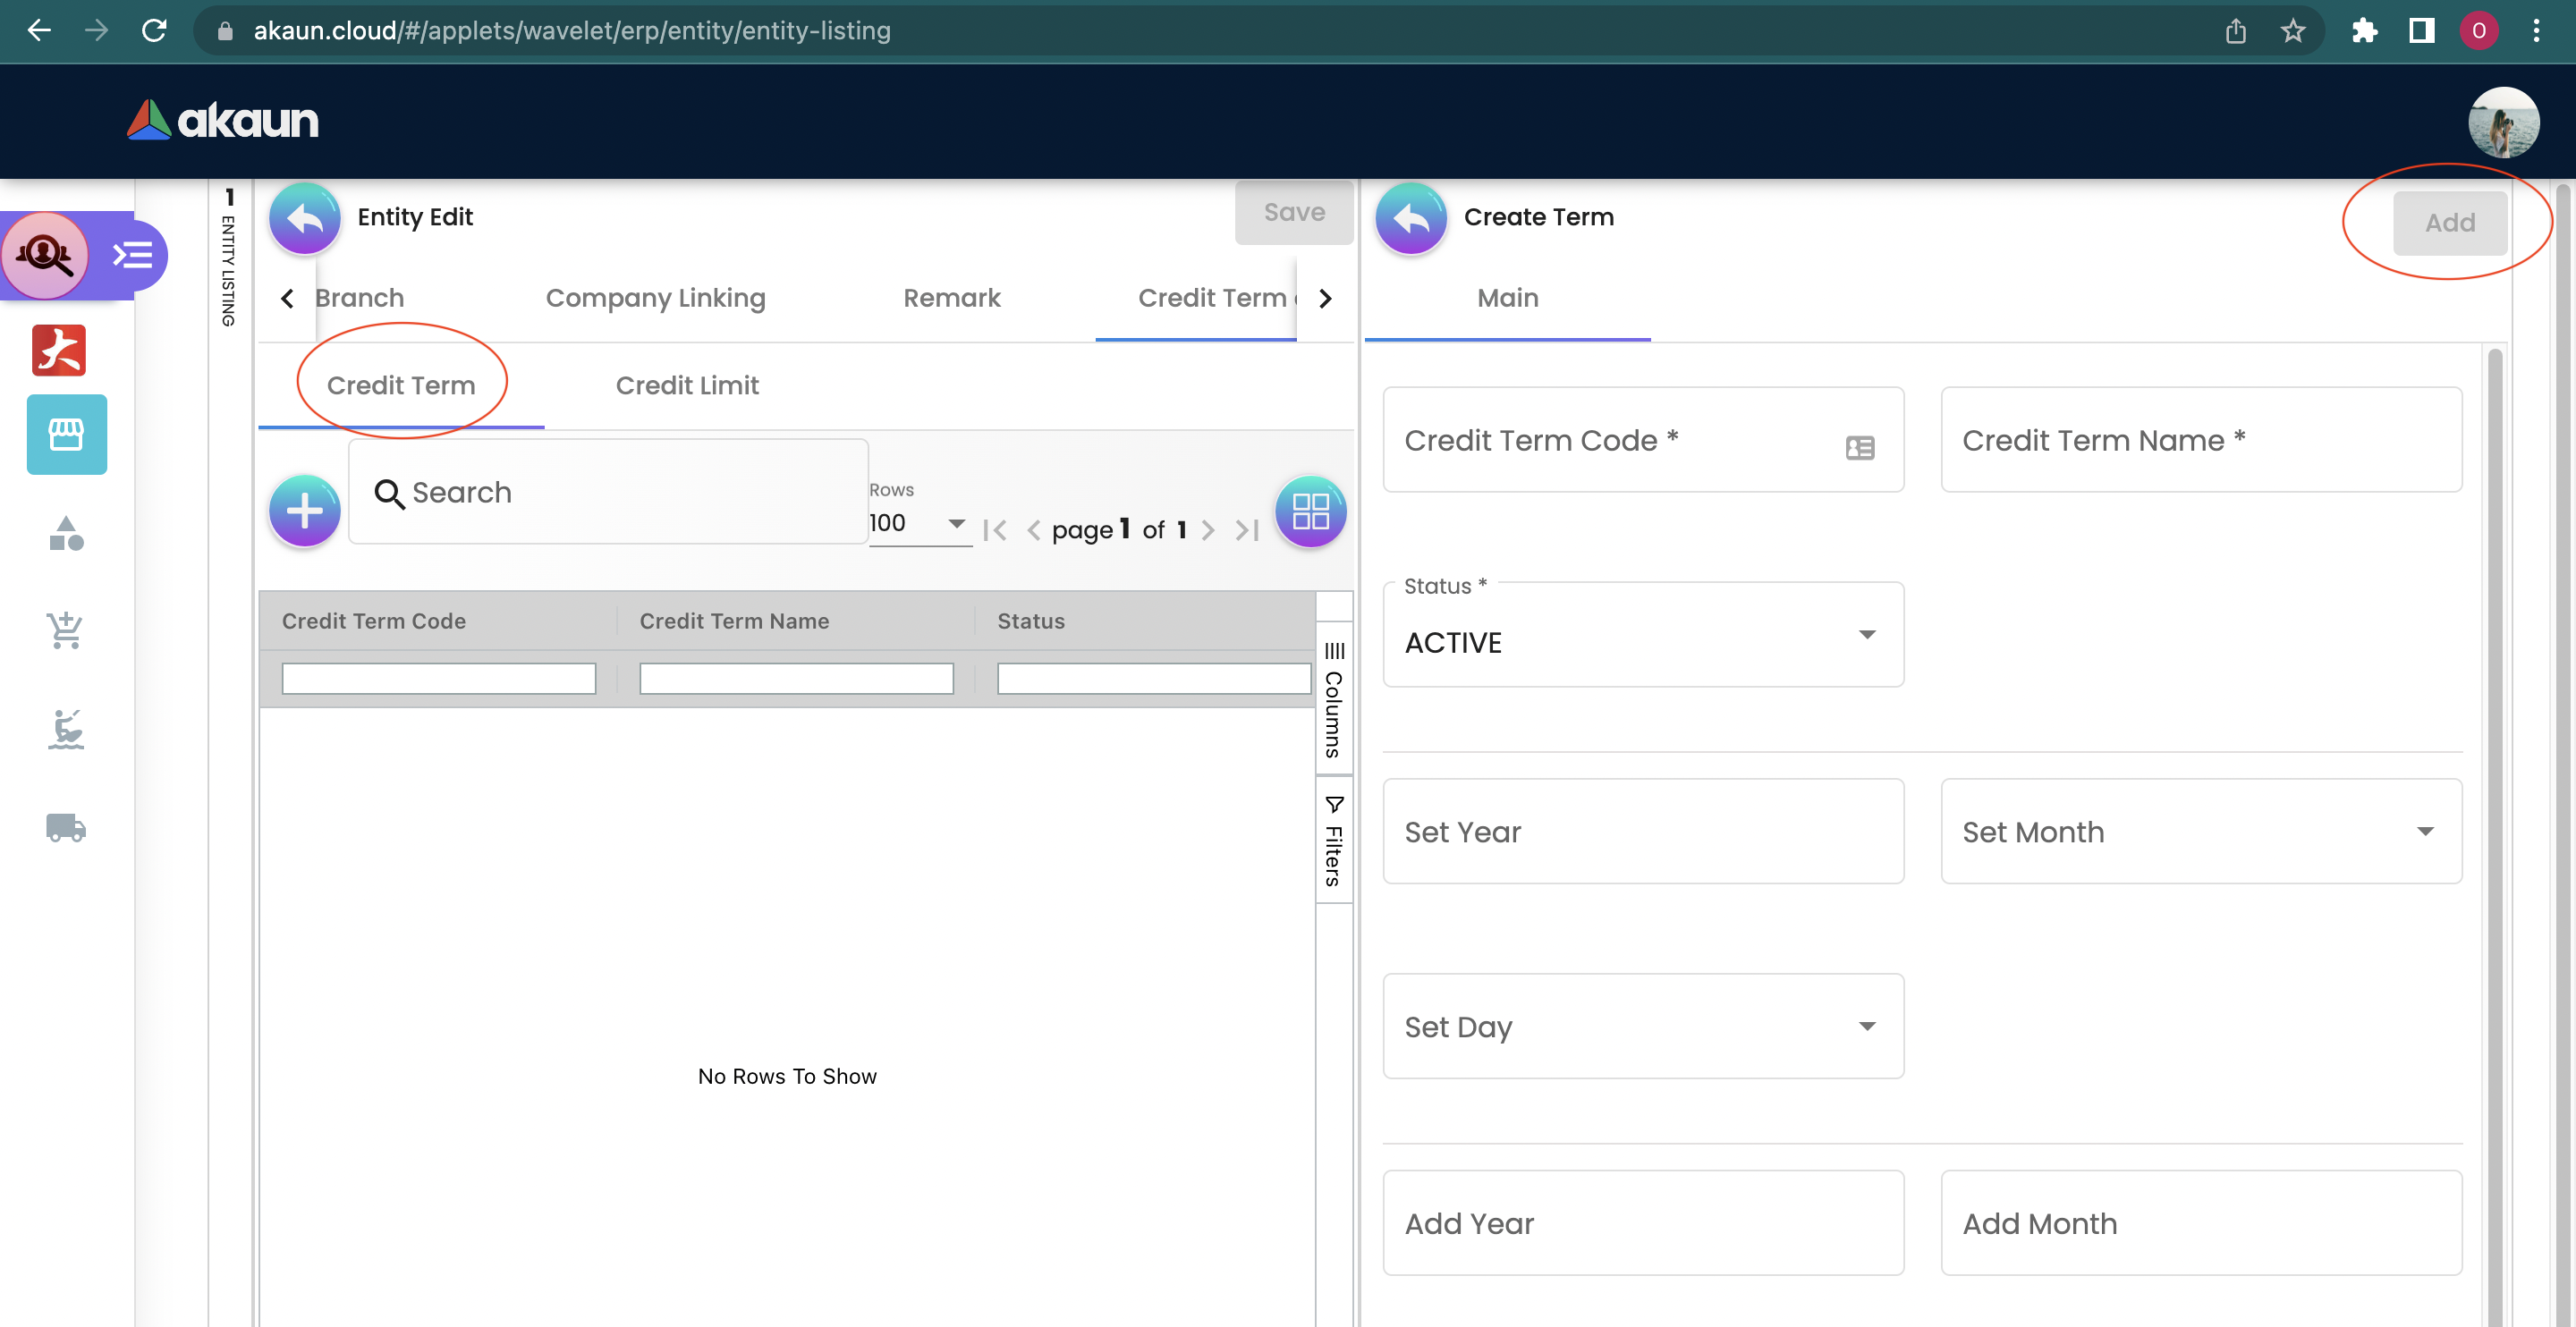 akaun.cloud/#/applets/wavelet/erp/entity/entity-listing
O
akaun
1
ENTITY LISTING
Entity Edit
Save
Branch
Company Linking
Remark
Credit Term
Credit Term
Credit Limit
Search
Rows
100
page 1 of 1
Credit Term Code
Credit Term Name
Status
Columns
Filters
No Rows To Show
Create Term
Add
Main
Credit Term Code *
Credit Term Name *
Status *
ACTIVE
Set Year
Set Month
Set Day
Add Year
Add Month